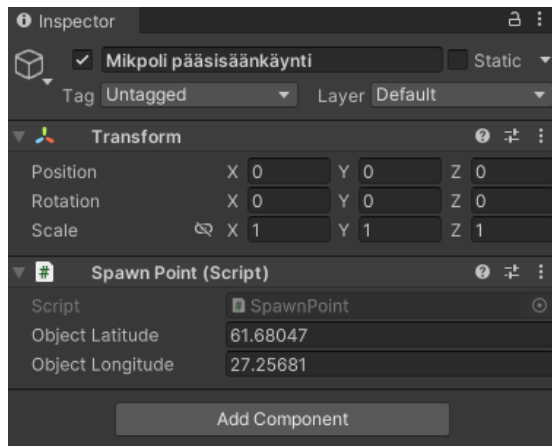 Inspector
Mikpoli pääsisäänkäynti Static
Tag Untagged Layer Default
Transform
Position X 0 Y 0 Z 0
Rotation X 0 Y 0 Z 0
Scale X 1 Y 1 Z 1
# Spawn Point (Script)
Script # SpawnPoint
Object Latitude 61.68047
Object Longitude 27.25681
Add Component